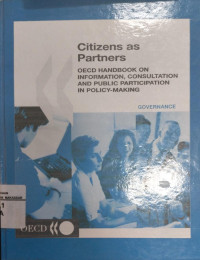 Citizens as
Partners
OECD HANDBOOK ON
INFORMATION, CONSULTATION
AND PUBLIC PARTICIPATION
IN POLICY-MAKING
GOVERNANCE
OECD